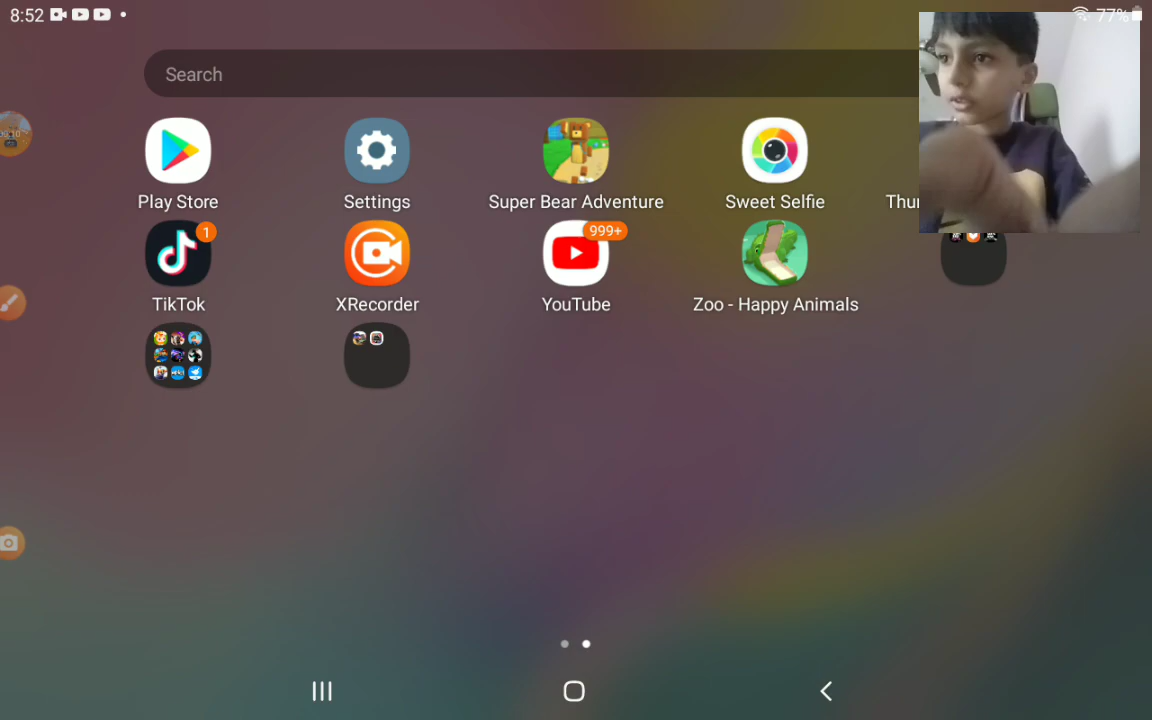 8:52
77%
Search
Play Store
Settings
Super Bear Adventure
Sweet Selfie
1
TikTok
XRecorder
999+
YouTube
Zoo - Happy Animals